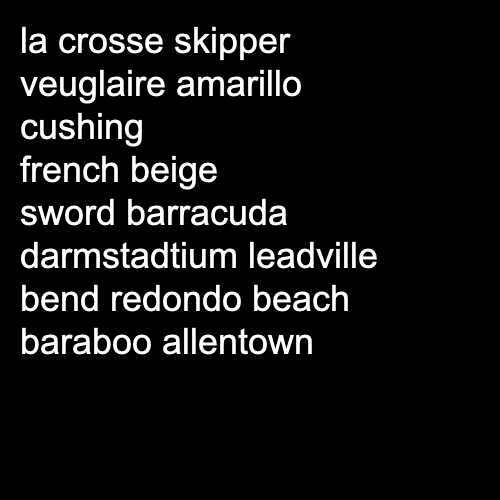 la crosse skipper
veuglaire amarillo
cushing
french beige
sword barracuda
darmstadtium leadville
bend redondo beach
baraboo allentown